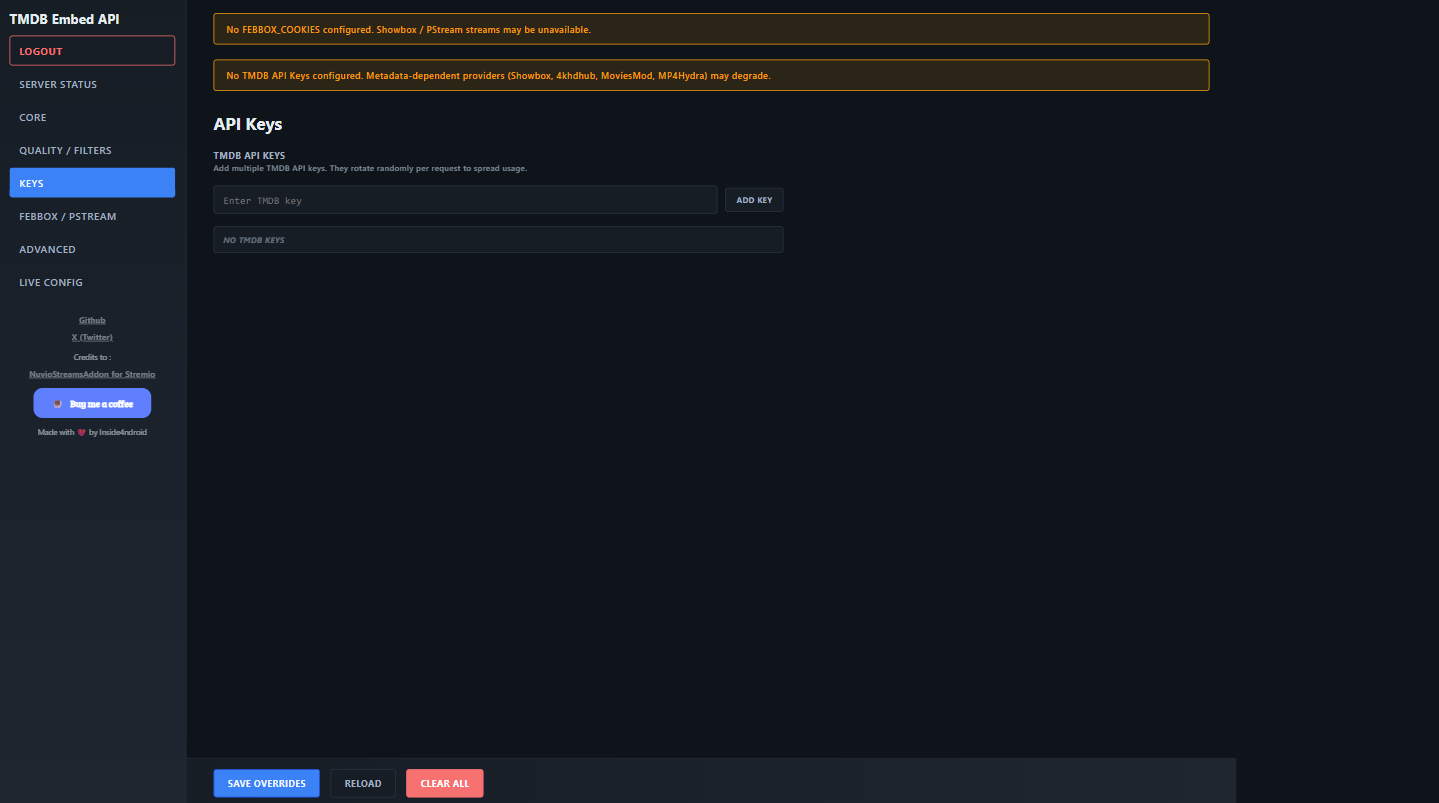 TMDB Embed API
LOGOUT
SERVER STATUS
CORE
QUALITY / FILTERS
KEYS
FEBBOX / PSTREAM
ADVANCED
LIVE CONFIG
Github
X (Twitter)
Credits to :
NuvioStreamsAddon for Stremio
Buy me a coffee
Made with ❤️ by Inside4ndroid
No FEBBOX_COOKIES configured. Showbox / PStream streams may be unavailable.
No TMDB API Keys configured. Metadata-dependent providers (Showbox, 4khdhub, MoviesMod, MP4Hydra) may degrade.
API Keys
TMDB API KEYS
Add multiple TMDB API keys. They rotate randomly per request to spread usage.
Enter TMDB key
ADD KEY
NO TMDB KEYS
SAVE OVERRIDES
RELOAD
CLEAR ALL